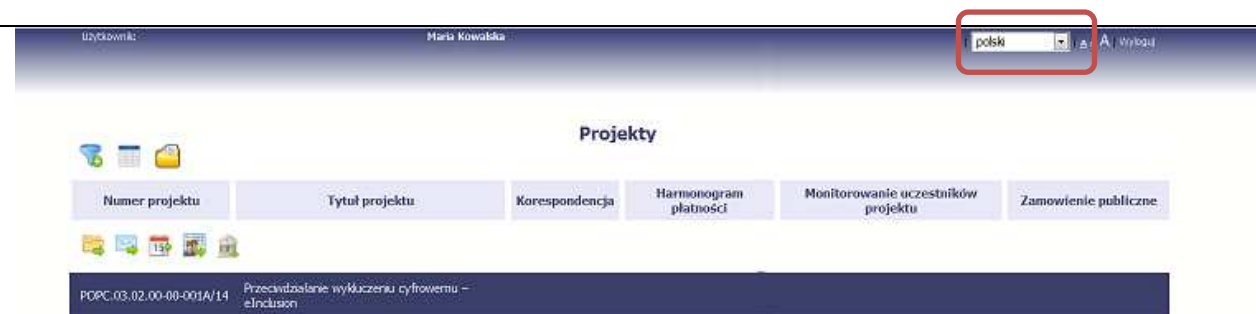 Użytkownik: Maria Kowalska polski A A Wyloguj
Projekty
Numer projektu Tytuł projektu Korespondencja Harmonogram płatności Monitorowanie uczestników projektu Zamowienie publiczne
15
POPC.03.02.00-00-001A/14 Przeciwdziałanie wykluczeniu cyfrowemu –
eInclusion